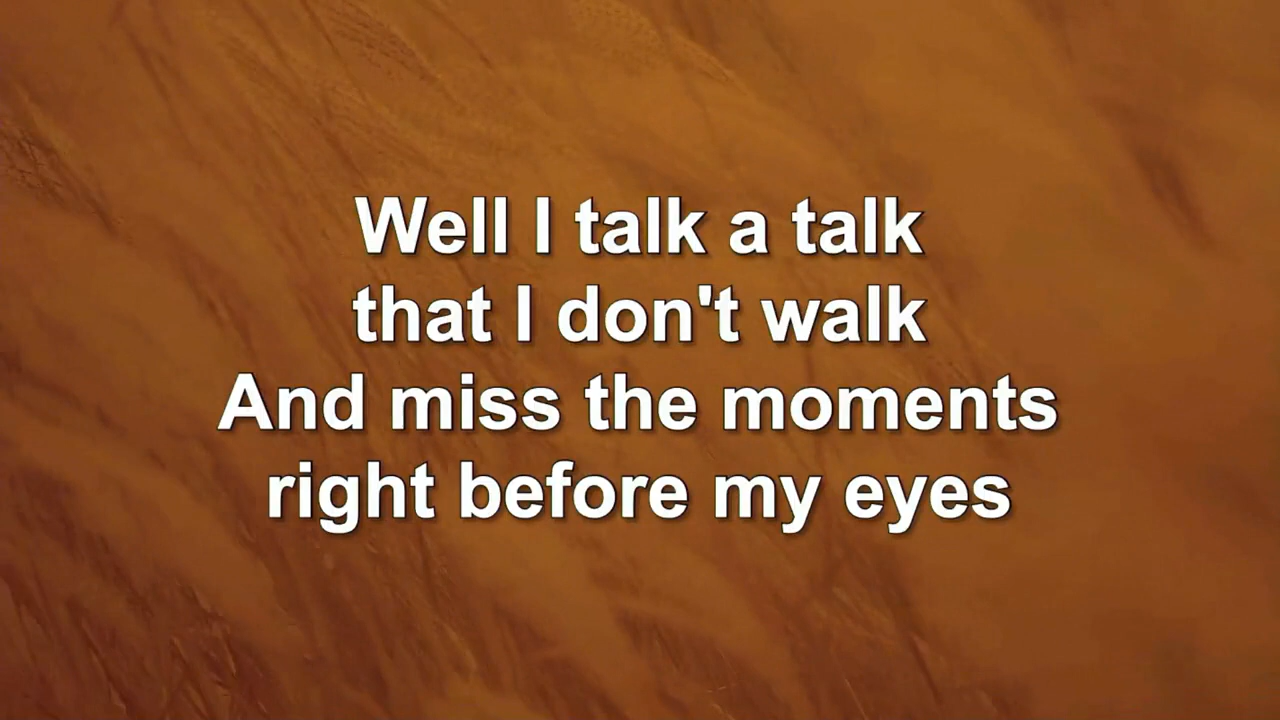 Well I talk a talk
that I don't walk
And miss the moments
right before my eyes